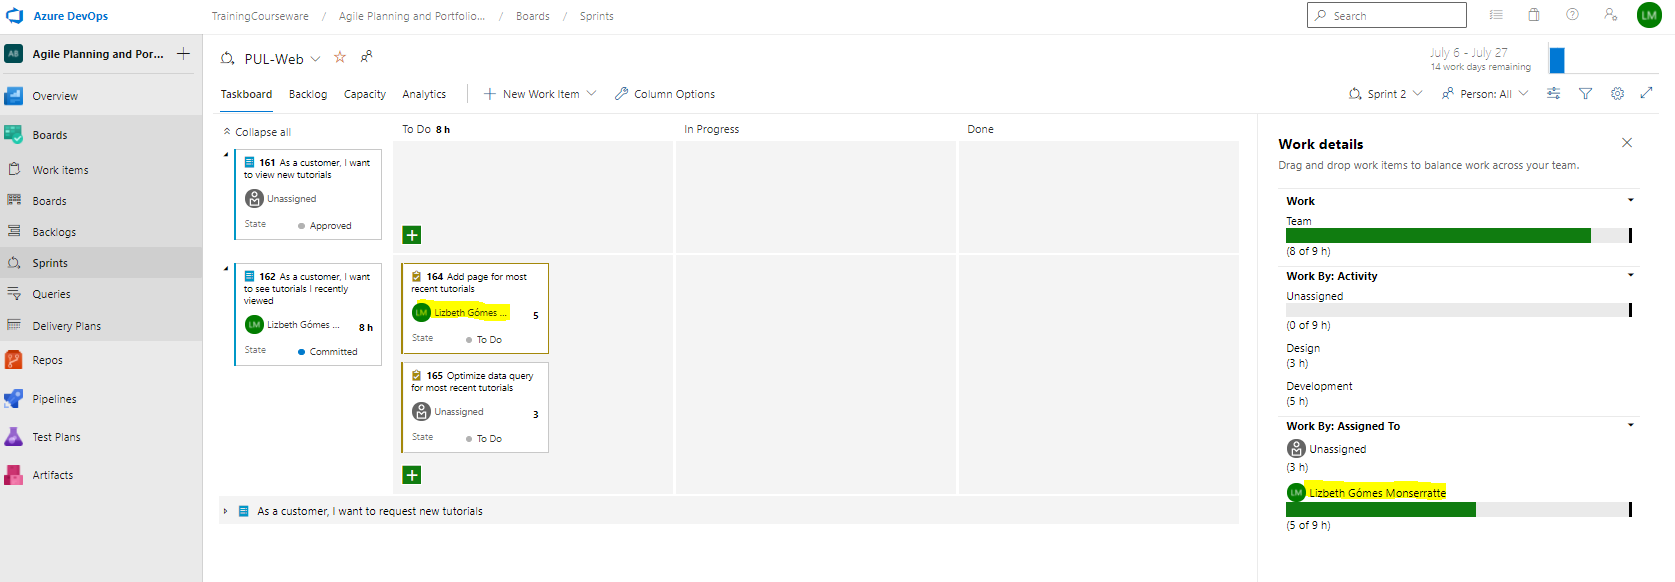 Azure DevOps
TrainingCourseware / Agile Planning and Portfolio... / Boards / Sprints
Search
LM
AB Agile Planning and Por...
Overview
Boards
Work items
Boards
Backlogs
Sprints
Queries
Delivery Plans
Repos
Pipelines
Test Plans
Artifacts
PUL-Web
July 6 - July 27
14 work days remaining
Taskboard Backlog Capacity Analytics New Work Item Column Options
Sprint 2 Person: All
Collapse all
To Do 8 h
In Progress
Done
161 As a customer, I want
to view new tutorials
Unassigned
State Approved
162 As a customer, I want
to see tutorials I recently
viewed
LM Lizbeth Gómes ... 8 h
State Committed
164 Add page for most
recent tutorials
LM Lizbeth Gómes ... 5
State To Do
165 Optimize data query
for most recent tutorials
Unassigned 3
State To Do
As a customer, I want to request new tutorials
Work details
Drag and drop work items to balance work across your team.
Work
Team
(8 of 9 h)
Work By: Activity
Unassigned
(0 of 9 h)
Design
(3 h)
Development
(5 h)
Work By: Assigned To
Unassigned
(3 h)
LM Lizbeth Gómes Monserratte
(5 of 9 h)